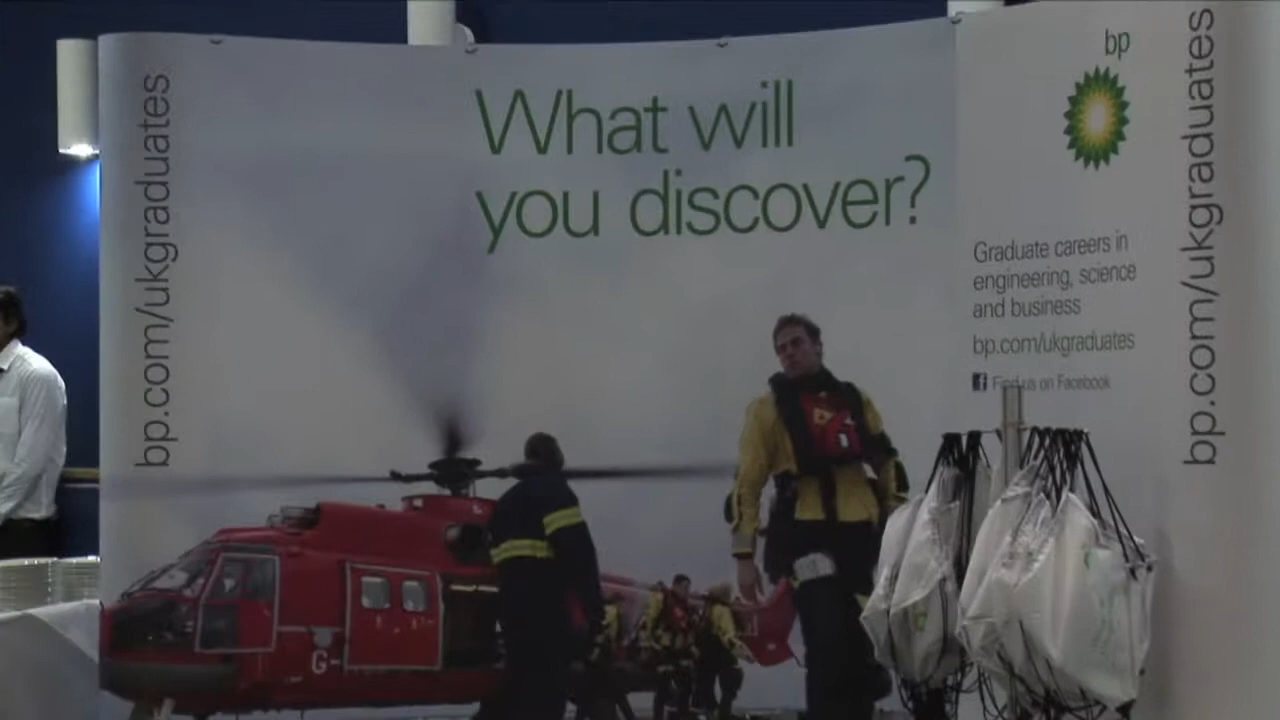 bp.com/ukgraduates
What will
you discover?
bp
Graduate careers in
engineering, science
and business
bp.com/ukgraduates
f Find us on Facebook
bp.com/ukgraduates
G-